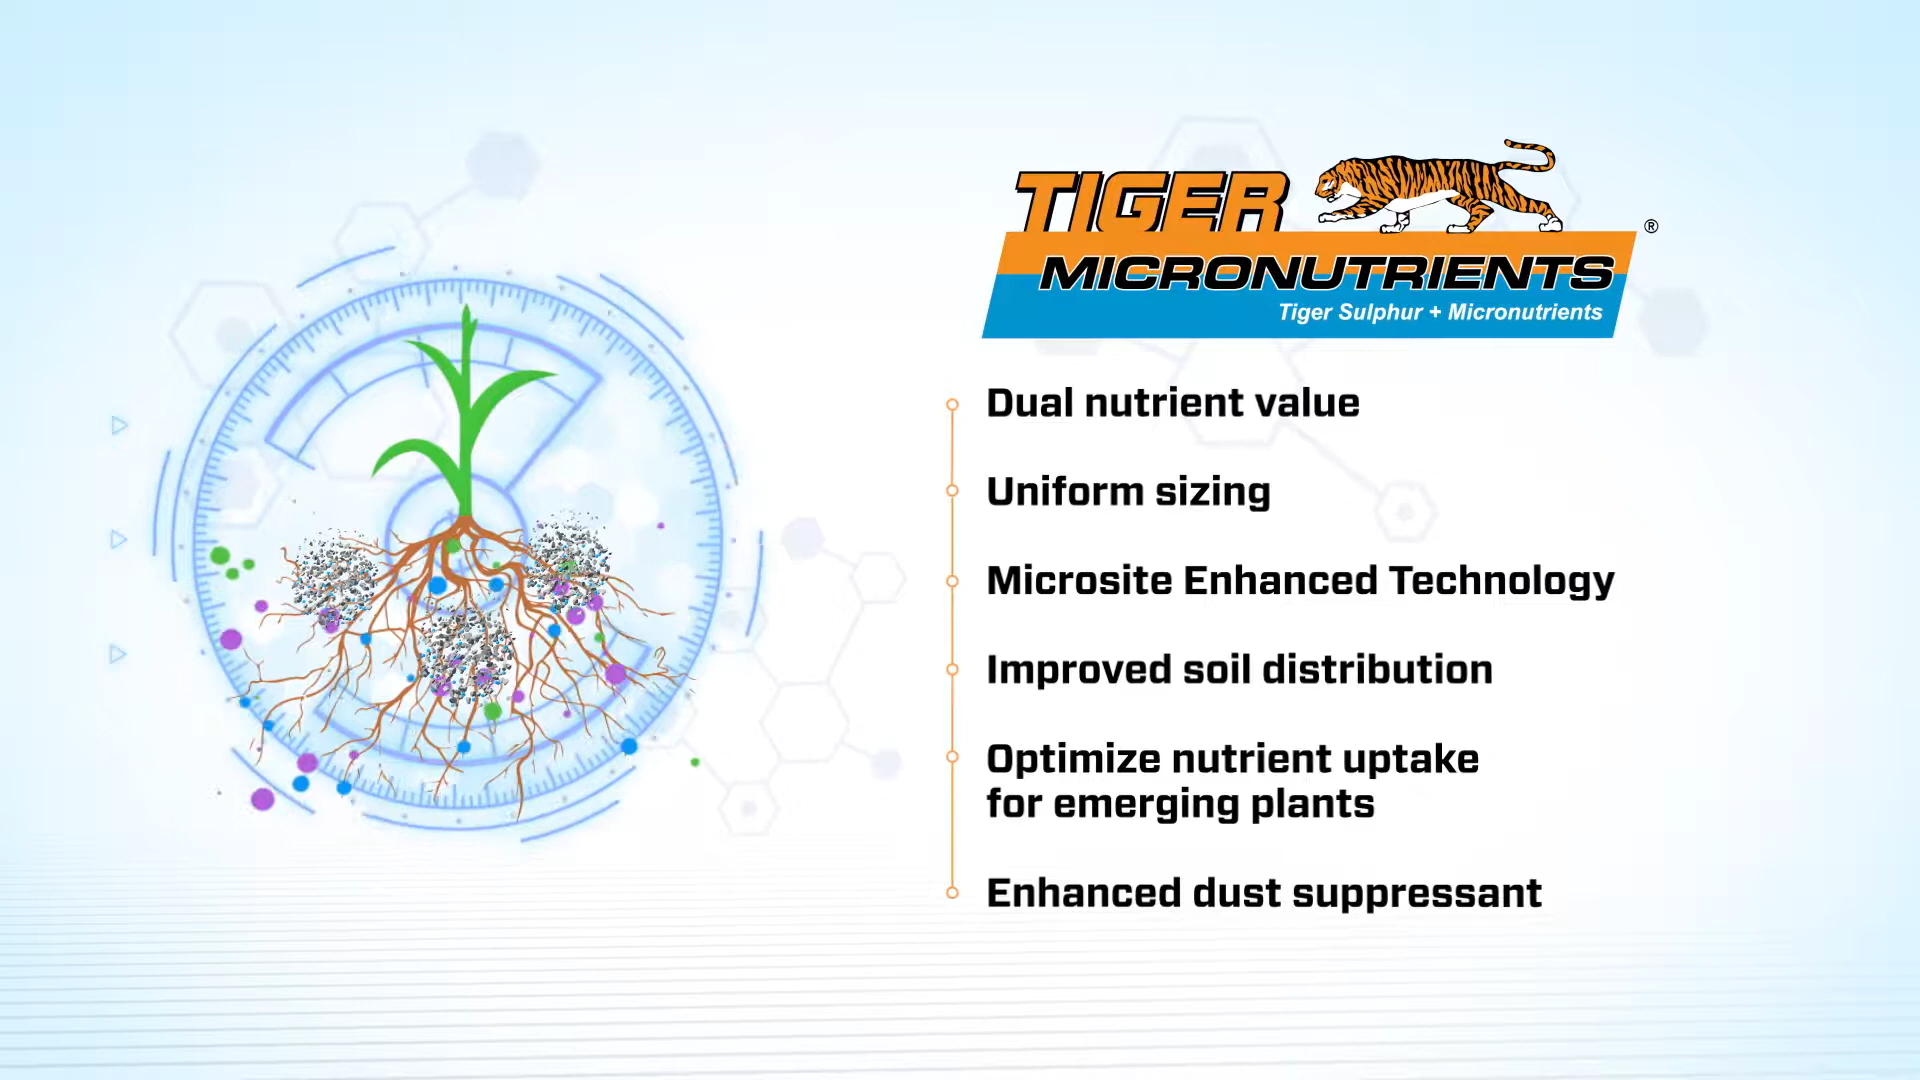 TIGER
®
MICRONUTRIENTS
Tiger Sulphur + Micronutrients
Dual nutrient value
Uniform sizing
Microsite Enhanced Technology
Improved soil distribution
Optimize nutrient uptake
for emerging plants
Enhanced dust suppressant